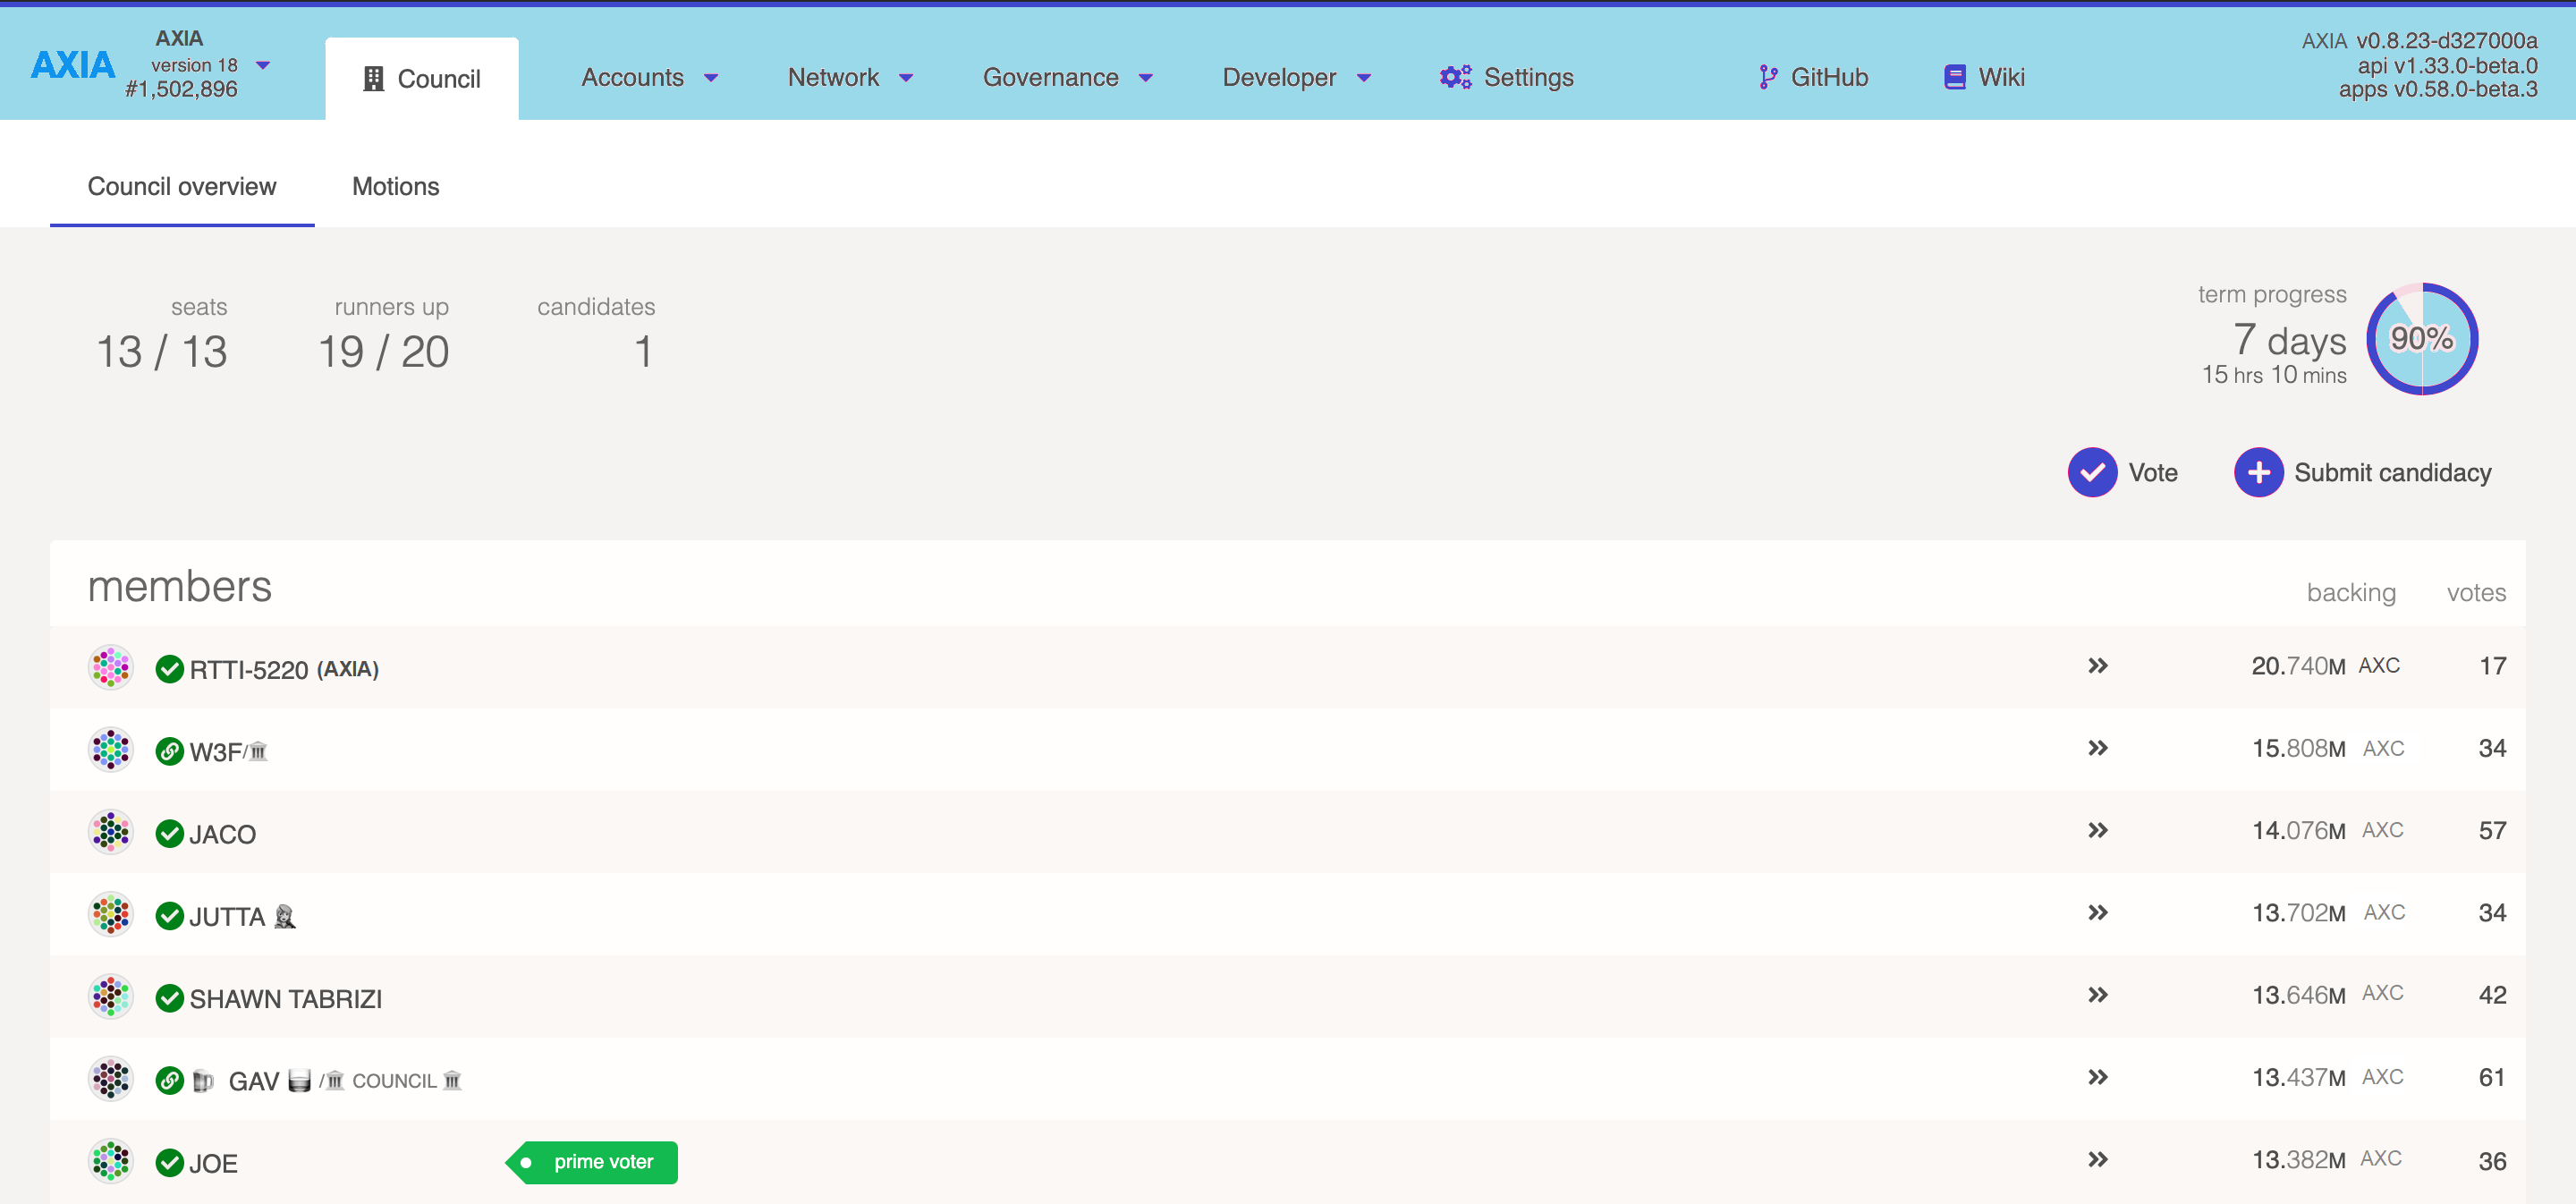 AXIA
AXIA
version 18
#1,502,896
Council
Accounts
Network
Governance
Developer
Settings
GitHub
Wiki
AXIA v0.8.23-d327000a
api v1.33.0-beta.0
apps v0.58.0-beta.3
Council overview
Motions
seats
13 / 13
runners up
19 / 20
candidates
1
term progress
7 days
15 hrs 10 mins
90%
Vote
Submit candidacy
members backing votes
RTTI-5220 (AXIA) 20.740M AXC 17
W3F/🏛 15.808M AXC 34
JACO 14.076M AXC 57
JUTTA 13.702M AXC 34
SHAWN TABRIZI 13.646M AXC 42
🍺 GAV 🥃 /🏛 COUNCIL 🏛 13.437M AXC 61
JOE prime voter 13.382M AXC 36